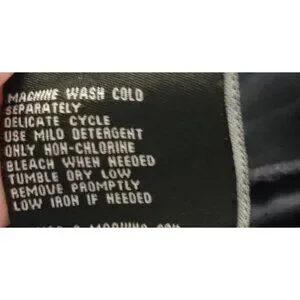 MACHINE WASH COLD
SEPARATELY
DELICATE CYCLE
USE MILD DETERGENT
ONLY NON-CHLORINE
BLEACH WHEN NEEDED
TUMBLE DRY LOW
REMOVE PROMPTLY
LOW IRON IF NEEDED